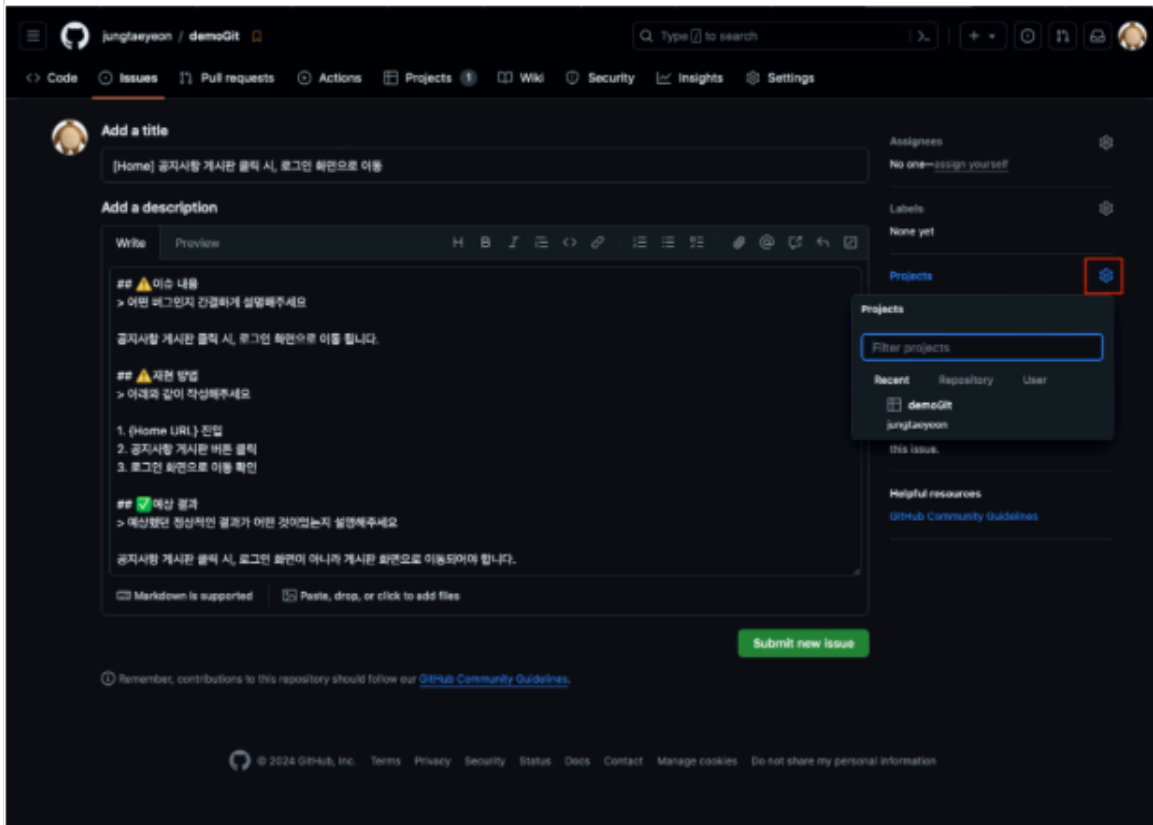 jungtaeyeon / demoGit
Type / to search
Code
Issues
Pull requests
Actions
Projects 1
Wiki
Security
Insights
Settings
Add a title
[Home] 공지사항 게시판 클릭 시, 로그인 화면으로 이동
Add a description
Write
Preview
## ⚠️이슈 내용
> 어떤 버그인지 간결하게 설명해주세요
공지사항 게시판 클릭 시, 로그인 화면으로 이동 됩니다.
## ⚠️재현 방법
> 아래와 같이 작성해주세요
1. {Home URL} 진입
2. 공지사항 게시판 버튼 클릭
3. 로그인 화면으로 이동 확인
## ✅예상 결과
> 예상했던 정상적인 결과가 어떤 것이었는지 설명해주세요
공지사항 게시판 클릭 시, 로그인 화면이 아니라 게시판 화면으로 이동되어야 합니다.
Markdown is supported
Paste, drop, or click to add files
Submit new issue
Remember, contributions to this repository should follow our GitHub Community Guidelines.
Assignees
No one—assign yourself
Labels
None yet
Projects
Projects
Filter projects
Recent
Repository
User
demoGit
jungtaeyeon
this issue.
Helpful resources
GitHub Community Guidelines
© 2024 GitHub, Inc.
Terms
Privacy
Security
Status
Docs
Contact
Manage cookies
Do not share my personal information